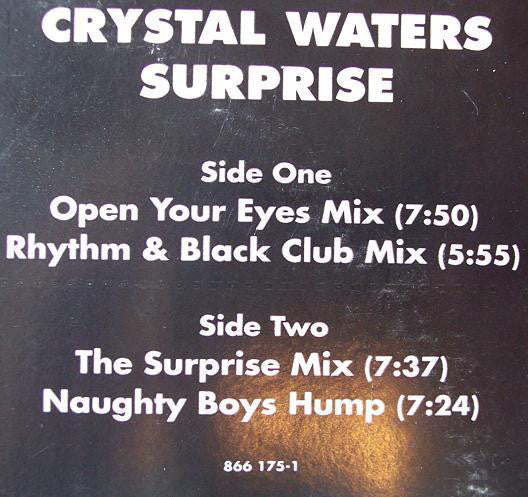 CRYSTAL WATERS
SURPRISE
Side One
Open Your Eyes Mix (7:50)
Rhythm & Black Club Mix (5:55)
Side Two
The Surprise Mix (7:37)
Naughty Boys Hump (7:24)
866 175-1